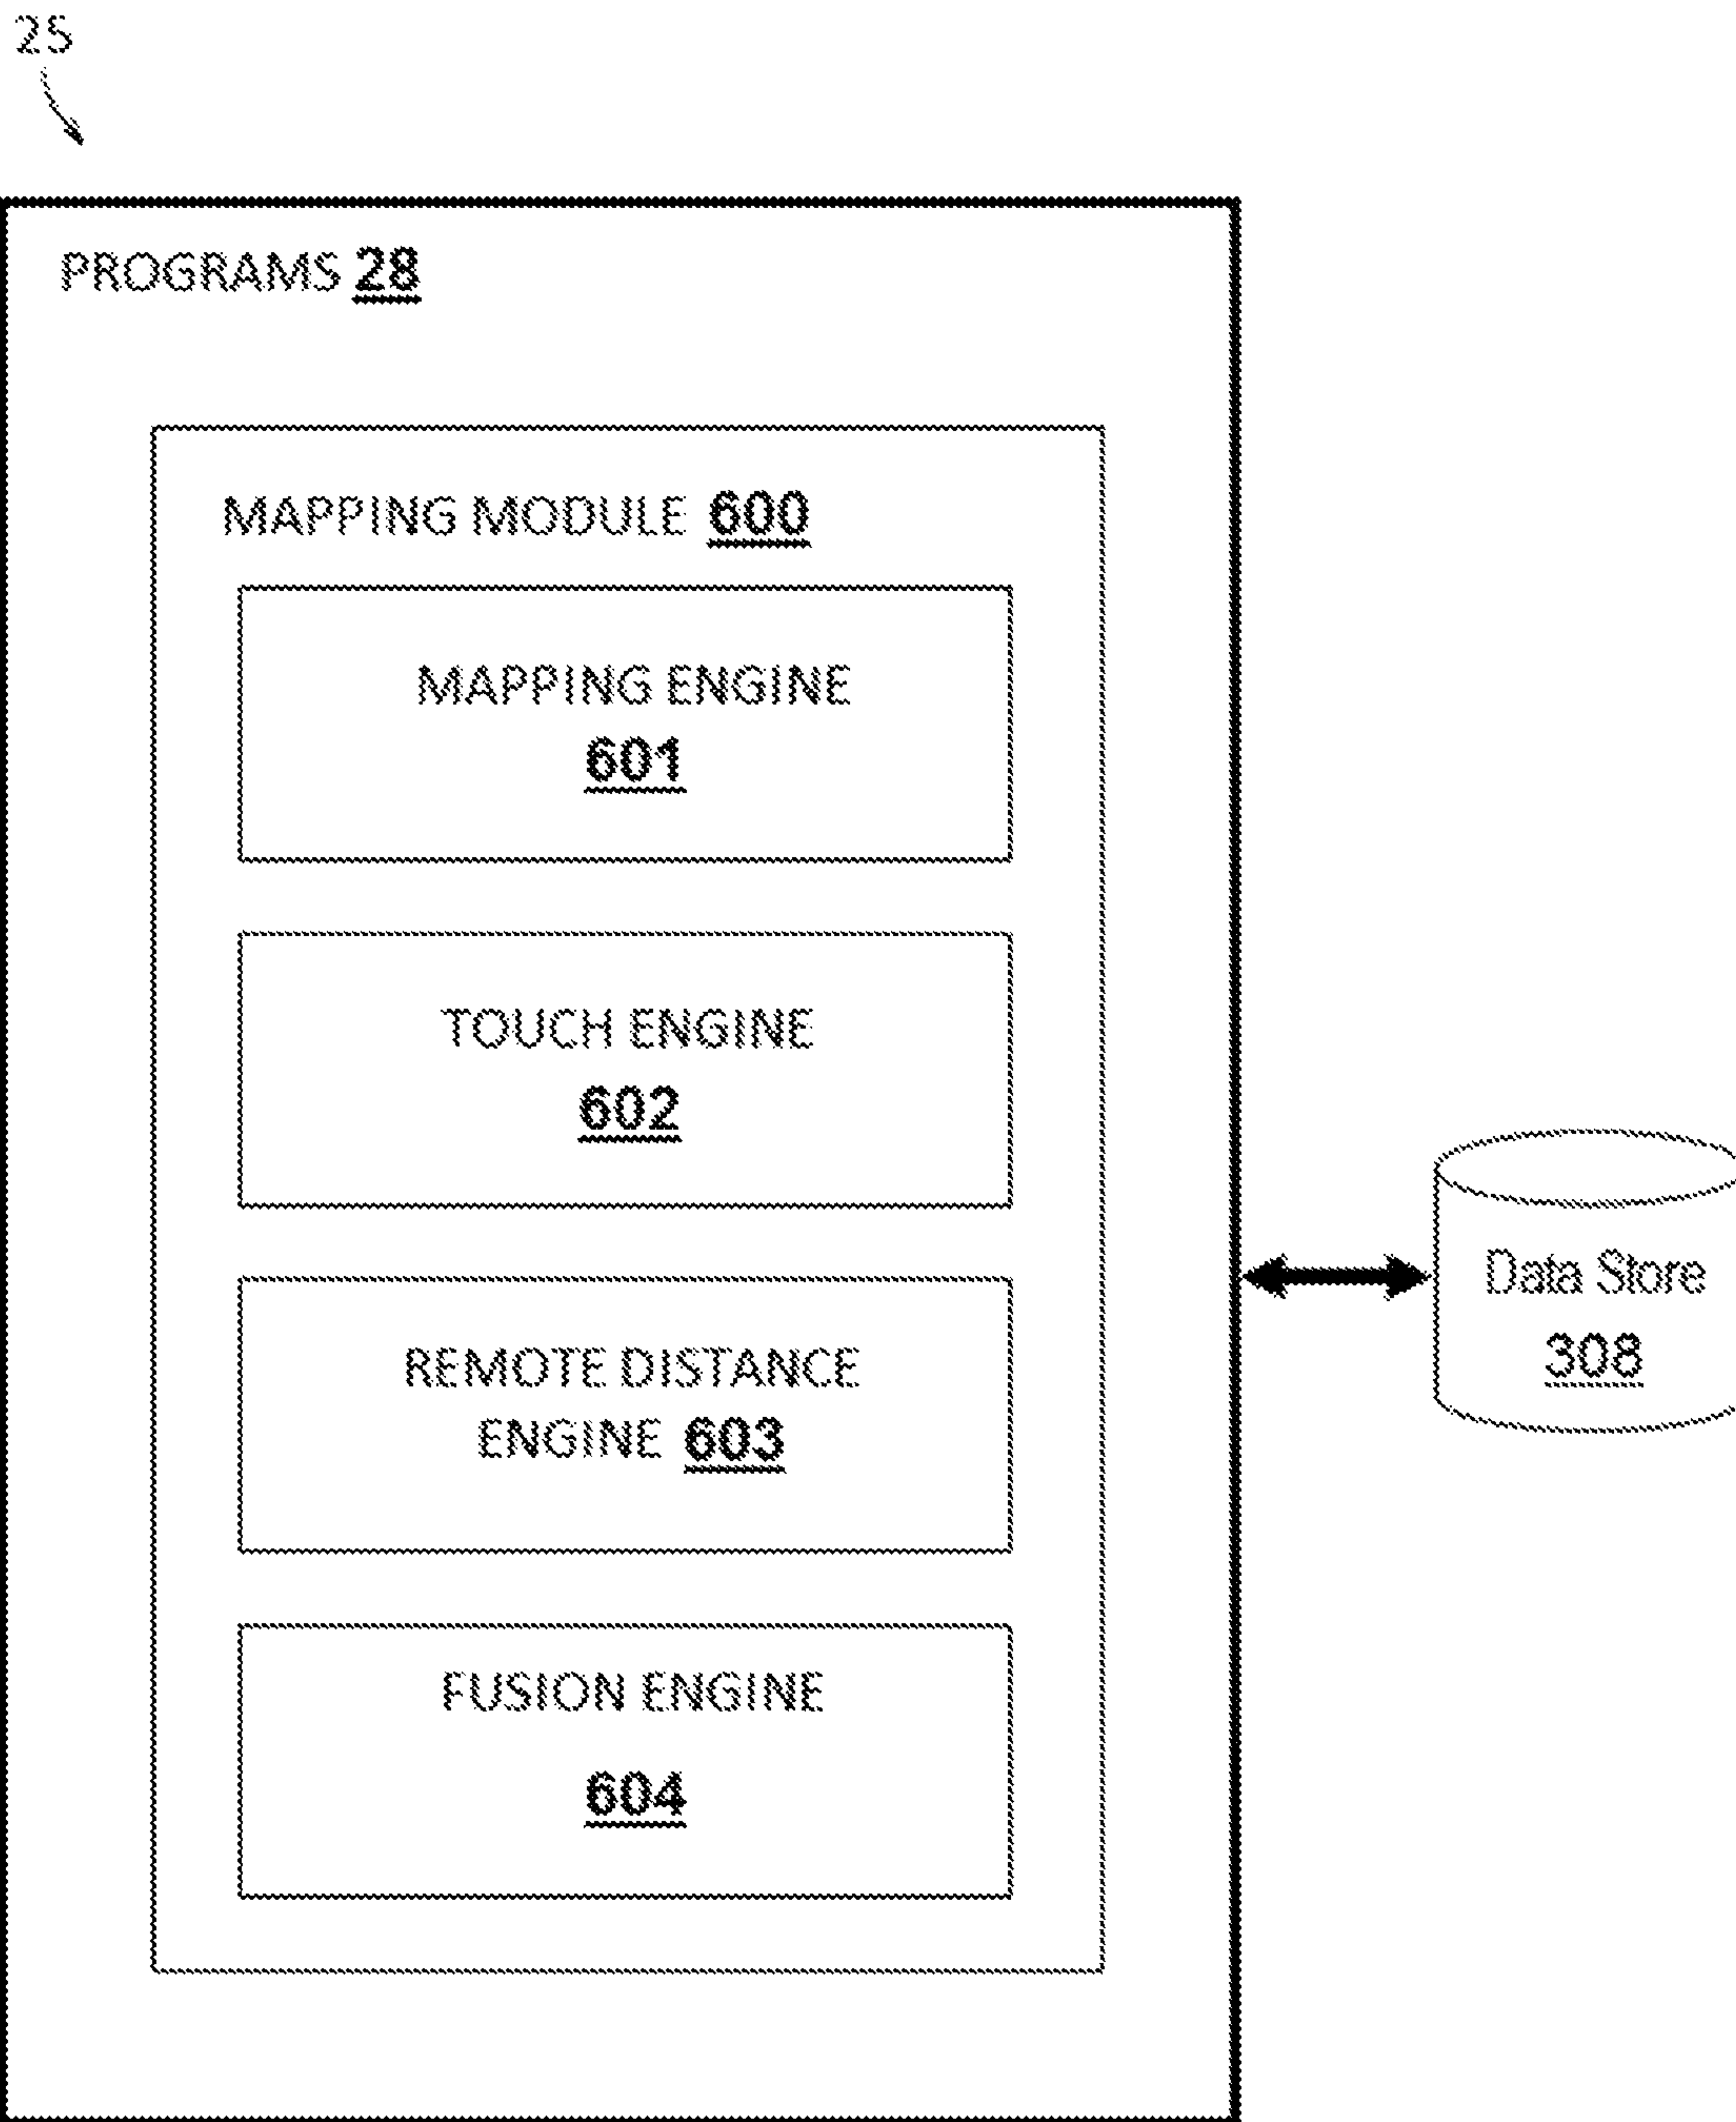 25
PROGRAMS 28
MAPPING MODULE 600
MAPPING ENGINE
601
TOUCH ENGINE
602
REMOTE DISTANCE
ENGINE 603
FUSION ENGINE
604
Data Store
308